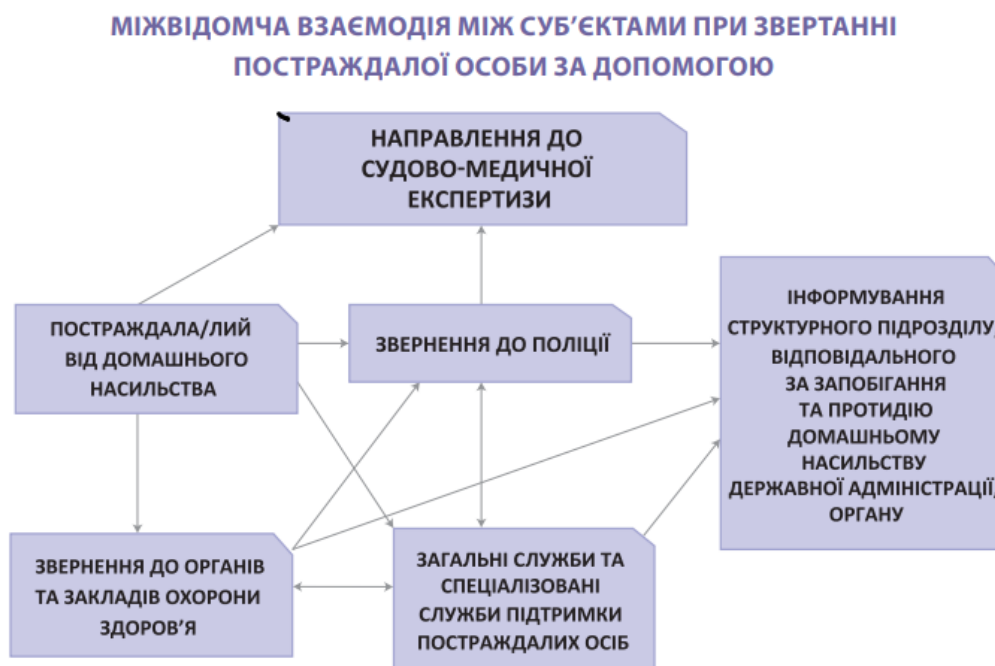 МІЖВІДОМЧА ВЗАЄМОДІЯ МІЖ СУБ’ЄКТАМИ ПРИ ЗВЕРТАННІ
ПОСТРАЖДАЛОЇ ОСОБИ ЗА ДОПОМОГОЮ
НАПРАВЛЕННЯ ДО
СУДОВО-МЕДИЧНОЇ
ЕКСПЕРТИЗИ
ПОСТРАЖДАЛА/ЛИЙ
ВІД ДОМАШНЬОГО
НАСИЛЬСТВА
ЗВЕРНЕННЯ ДО ПОЛІЦІЇ
ІНФОРМУВАННЯ
СТРУКТУРНОГО ПІДРОЗДІЛУ,
ВІДПОВІДАЛЬНОГО
ЗА ЗАПОБІГАННЯ
ТА ПРОТИДІЮ
ДОМАШНЬОМУ
НАСИЛЬСТВУ
ДЕРЖАВНОЇ АДМІНІСТРАЦІЇ,
ОРГАНУ
ЗВЕРНЕННЯ ДО ОРГАНІВ
ТА ЗАКЛАДІВ ОХОРОНИ
ЗДОРОВ’Я
ЗАГАЛЬНІ СЛУЖБИ ТА
СПЕЦІАЛІЗОВАНІ
СЛУЖБИ ПІДТРИМКИ
ПОСТРАЖДАЛИХ ОСІБ